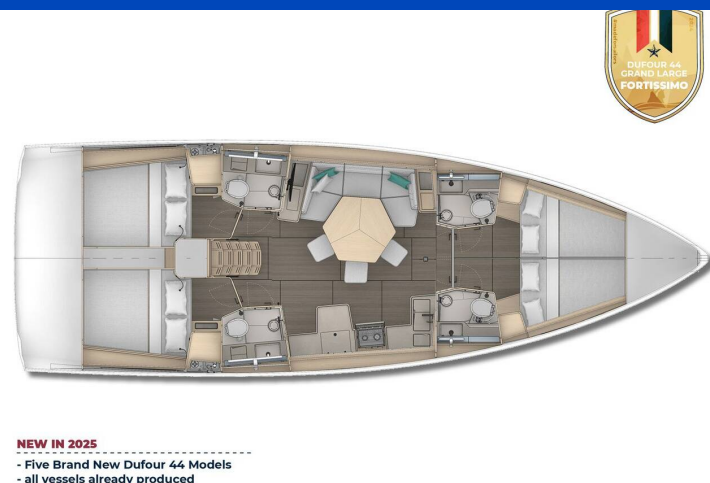 DUFOUR 44
GRAND LARGE
FORTISSIMO
NEW IN 2025
- Five Brand New Dufour 44 Models
- all vessels already produced